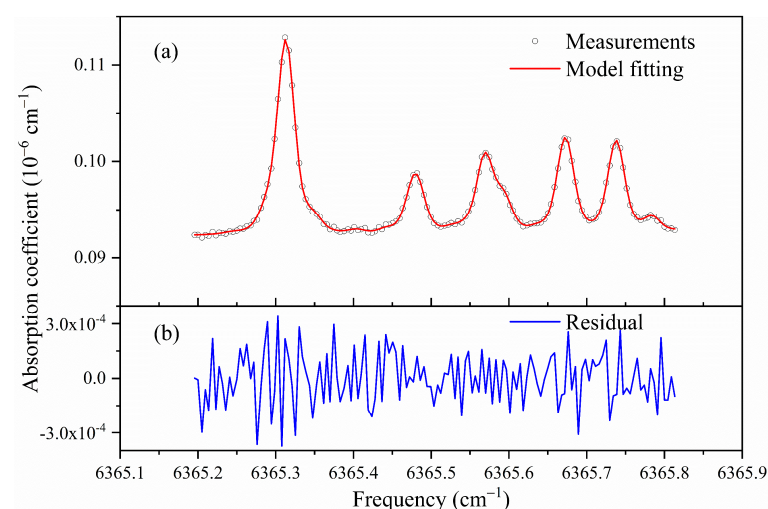 (a)
Measurements
Model fitting
0.11
0.10
0.09
Absorption coefficient (10⁻⁶ cm⁻¹)
(b)
Residual
3.0x10⁻⁴
0.0
-3.0x10⁻⁴
6365.1 6365.2 6365.3 6365.4 6365.5 6365.6 6365.7 6365.8 6365.9
Frequency (cm⁻¹)